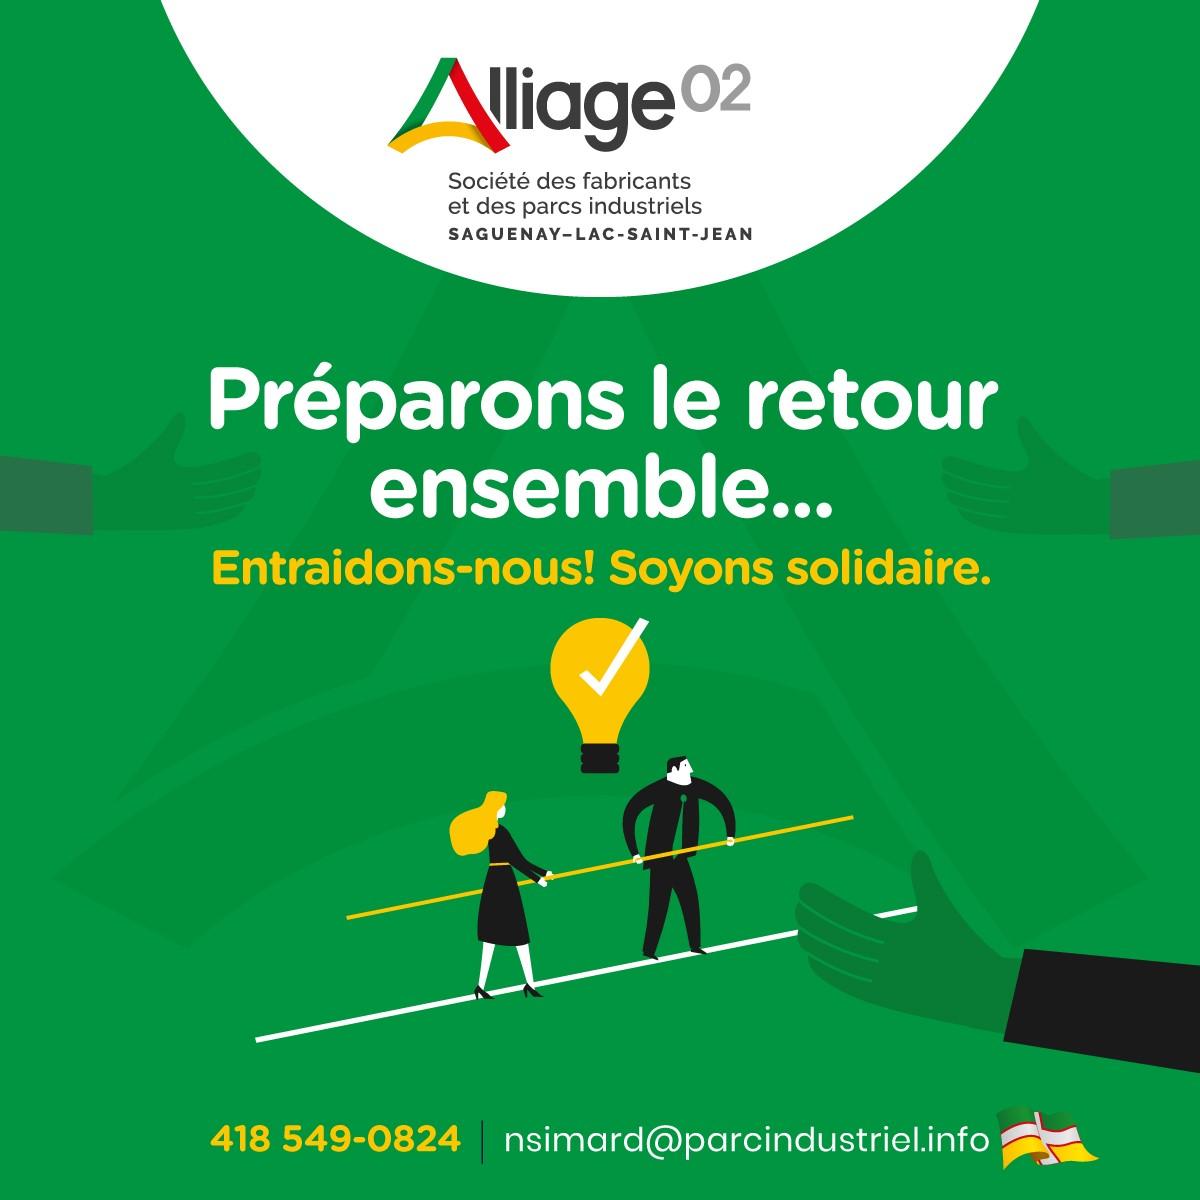 Alliage 02
Société des fabricants
et des parcs industriels
SAGUENAY–LAC-SAINT-JEAN
Préparons le retour
ensemble...
Entraidons-nous! Soyons solidaire.
418 549-0824 | nsimard@parcindustriel.info